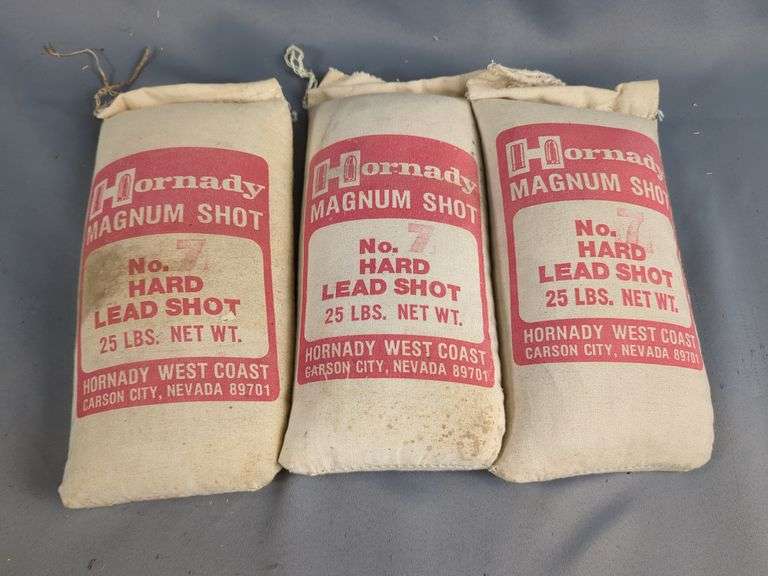 Hornady
MAGNUM SHOT
No. 7
HARD
LEAD SHOT
25 LBS. NET WT.
HORNADY WEST COAST
CARSON CITY, NEVADA 89701
Hornady
MAGNUM SHOT
No. 7
HARD
LEAD SHOT
25 LBS. NET WT.
HORNADY WEST COAST
CARSON CITY, NEVADA 89701
Hornady
MAGNUM SHOT
No. 7
HARD
LEAD SHOT
25 LBS. NET WT.
HORNADY WEST COAST
CARSON CITY, NEVADA 89701